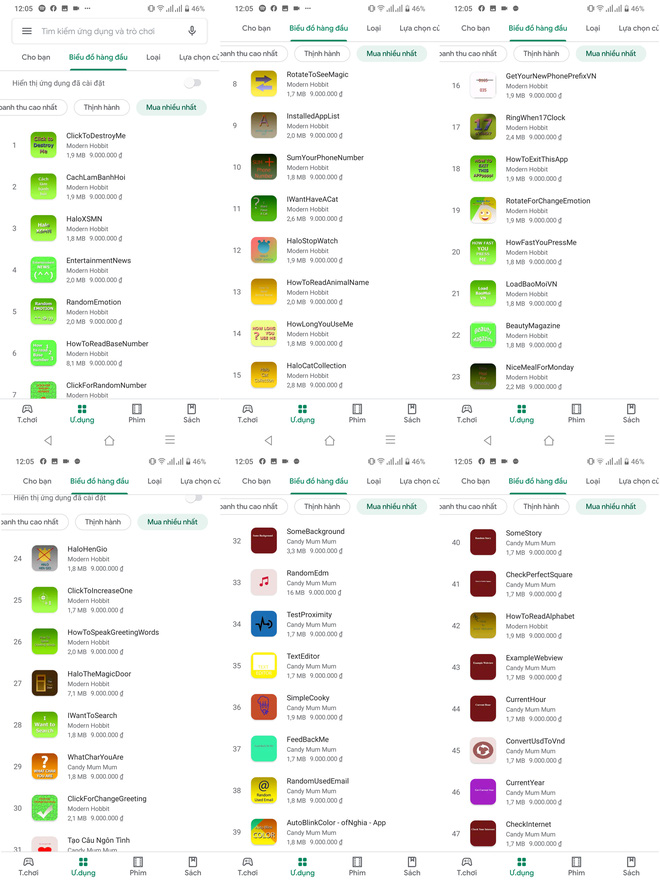 12:05
46%
Tìm kiếm ứng dụng và trò chơi
Cho bạn
Biểu đồ hàng đầu
Loại
Lựa chọn củ
Hiển thị ứng dụng đã cài đặt
oanh thu cao nhất
Thịnh hành
Mua nhiều nhất
1
ClickToDestroyMe
Modern Hobbit
1,9 MB 9.000.000 ₫
2
CachLamBanhHoi
Modern Hobbit
1,9 MB 9.000.000 ₫
3
HaloXSMN
Modern Hobbit
1,8 MB 9.000.000 ₫
4
EntertainmentNews
Modern Hobbit
2,0 MB 9.000.000 ₫
5
RandomEmotion
Modern Hobbit
2,0 MB 9.000.000 ₫
6
HowToReadBaseNumber
Modern Hobbit
8,1 MB 9.000.000 ₫
7
ClickForRandomNumber
Modern Hobbit
T.chơi
Ư.dụng
Phim
Sách
12:05
46%
Cho bạn
Biểu đồ hàng đầu
Loại
Lựa chọn củ
oanh thu cao nhất
Thịnh hành
Mua nhiều nhất
8
RotateToSeeMagic
Modern Hobbit
1,7 MB 9.000.000 ₫
9
InstalledAppList
Modern Hobbit
2,0 MB 9.000.000 ₫
10
SumYourPhoneNumber
Modern Hobbit
1,8 MB 9.000.000 ₫
11
IWantHaveACat
Modern Hobbit
2,6 MB 9.000.000 ₫
12
HaloStopWatch
Modern Hobbit
1,9 MB 9.000.000 ₫
13
HowToReadAnimalName
Modern Hobbit
2,0 MB 9.000.000 ₫
14
HowLongYouUseMe
Modern Hobbit
1,8 MB 9.000.000 ₫
15
HaloCatCollection
Modern Hobbit
2,8 MB 9.000.000 ₫
T.chơi
Ư.dụng
Phim
Sách
12:05
46%
Cho bạn
Biểu đồ hàng đầu
Loại
Lựa chọn củ
oanh thu cao nhất
Thịnh hành
Mua nhiều nhất
16
GetYourNewPhonePrefixVN
Modern Hobbit
1,9 MB 9.000.000 ₫
17
RingWhen17Clock
Modern Hobbit
2,4 MB 9.000.000 ₫
18
HowToExitThisApp
Modern Hobbit
1,9 MB 9.000.000 ₫
19
RotateForChangeEmotion
Modern Hobbit
1,9 MB 9.000.000 ₫
20
HowFastYouPressMe
Modern Hobbit
1,8 MB 9.000.000 ₫
21
LoadBaoMoiVN
Modern Hobbit
1,8 MB 9.000.000 ₫
22
BeautyMagazine
Modern Hobbit
1,8 MB 9.000.000 ₫
23
NiceMealForMonday
Modern Hobbit
2,2 MB 9.000.000 ₫
T.chơi
Ư.dụng
Phim
Sách
12:05
46%
Cho bạn
Biểu đồ hàng đầu
Loại
Lựa chọn củ
Hiển thị ứng dụng đã cài đặt
oanh thu cao nhất
Thịnh hành
Mua nhiều nhất
24
HaloHenGio
Modern Hobbit
1,8 MB 9.000.000 ₫
25
ClickToIncreaseOne
Modern Hobbit
1,7 MB 9.000.000 ₫
26
HowToSpeakGreetingWords
Modern Hobbit
2,0 MB 9.000.000 ₫
27
HaloTheMagicDoor
Modern Hobbit
7,1 MB 9.000.000 ₫
28
IWantToSearch
Modern Hobbit
1,8 MB 9.000.000 ₫
29
WhatCharYouAre
Candy Mum Mum
1,8 MB 9.000.000 ₫
30
ClickForChangeGreeting
Modern Hobbit
2,1 MB 9.000.000 ₫
31
Tạo Câu Ngôn Tình
Candy Mum Mum
T.chơi
Ư.dụng
Phim
Sách
12:05
46%
Cho bạn
Biểu đồ hàng đầu
Loại
Lựa chọn củ
oanh thu cao nhất
Thịnh hành
Mua nhiều nhất
32
SomeBackground
Candy Mum Mum
3,3 MB 9.000.000 ₫
33
RandomEdm
Candy Mum Mum
16 MB 9.000.000 ₫
34
TestProximity
Candy Mum Mum
1,7 MB 9.000.000 ₫
35
TextEditor
Candy Mum Mum
1,7 MB 9.000.000 ₫
36
SimpleCooky
Candy Mum Mum
1,9 MB 9.000.000 ₫
37
FeedBackMe
Candy Mum Mum
1,7 MB 9.000.000 ₫
38
RandomUsedEmail
Candy Mum Mum
1,8 MB 9.000.000 ₫
39
AutoBlinkColor - ofNghia - App
Candy Mum Mum
1,8 MB 9.000.000 ₫
T.chơi
Ư.dụng
Phim
Sách
12:05
46%
Cho bạn
Biểu đồ hàng đầu
Loại
Lựa chọn củ
oanh thu cao nhất
Thịnh hành
Mua nhiều nhất
40
SomeStory
Candy Mum Mum
1,7 MB 9.000.000 ₫
41
CheckPerfectSquare
Candy Mum Mum
1,7 MB 9.000.000 ₫
42
HowToReadAlphabet
Modern Hobbit
1,9 MB 9.000.000 ₫
43
ExampleWebview
Candy Mum Mum
1,7 MB 9.000.000 ₫
44
CurrentHour
Candy Mum Mum
1,7 MB 9.000.000 ₫
45
ConvertUsdToVnd
Candy Mum Mum
1,7 MB 9.000.000 ₫
46
CurrentYear
Candy Mum Mum
1,7 MB 9.000.000 ₫
47
CheckInternet
Candy Mum Mum
1,7 MB 9.000.000 ₫
T.chơi
Ư.dụng
Phim
Sách